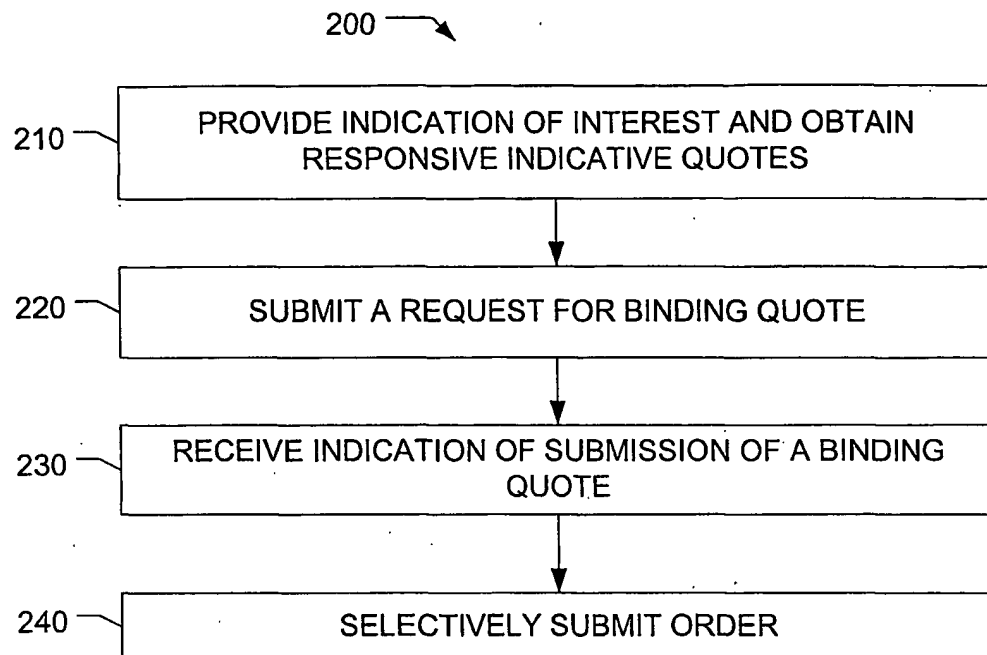 200
210
PROVIDE INDICATION OF INTEREST AND OBTAIN
RESPONSIVE INDICATIVE QUOTES
220
SUBMIT A REQUEST FOR BINDING QUOTE
230
RECEIVE INDICATION OF SUBMISSION OF A BINDING
QUOTE
240
SELECTIVELY SUBMIT ORDER